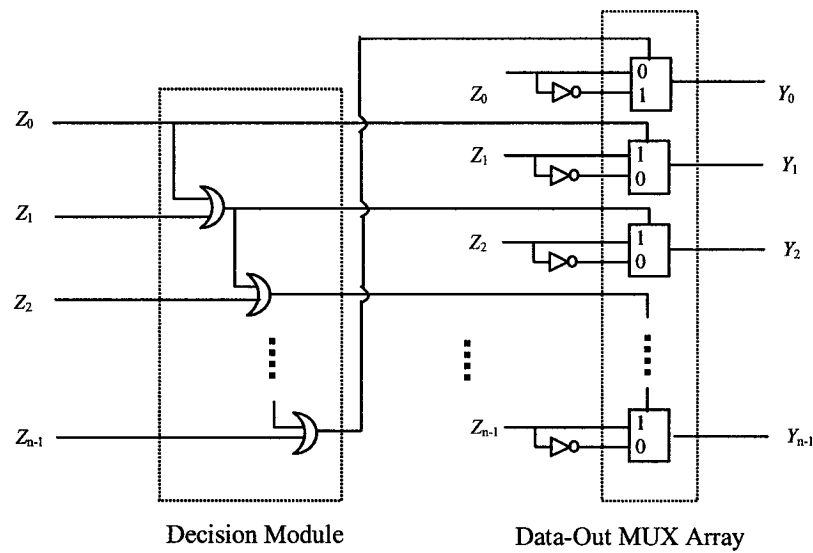 0
Z0
1
Y0
Z0
Z1
1
0
Y1
Z1
Z2
1
0
Y2
Z2
Zn-1
Zn-1
1
0
Yn-1
Decision Module
Data-Out MUX Array